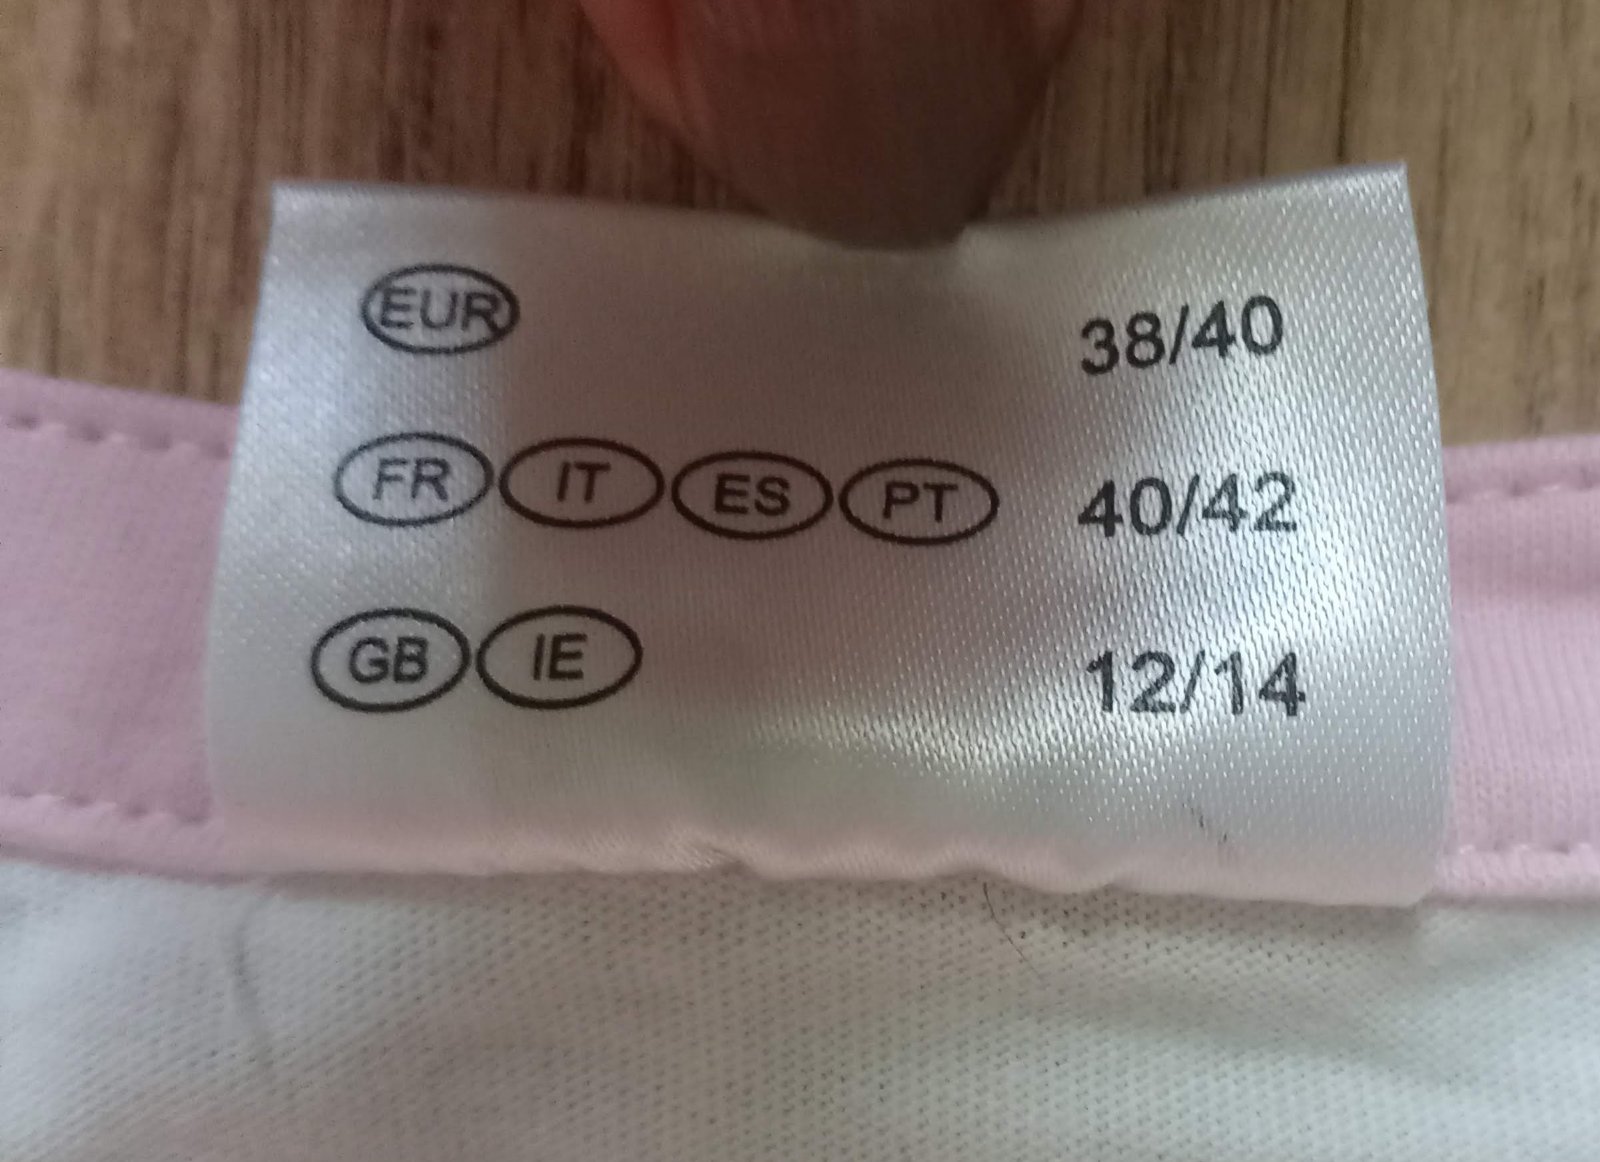 EUR 38/40
FR IT ES PT 40/42
GB IE 12/14